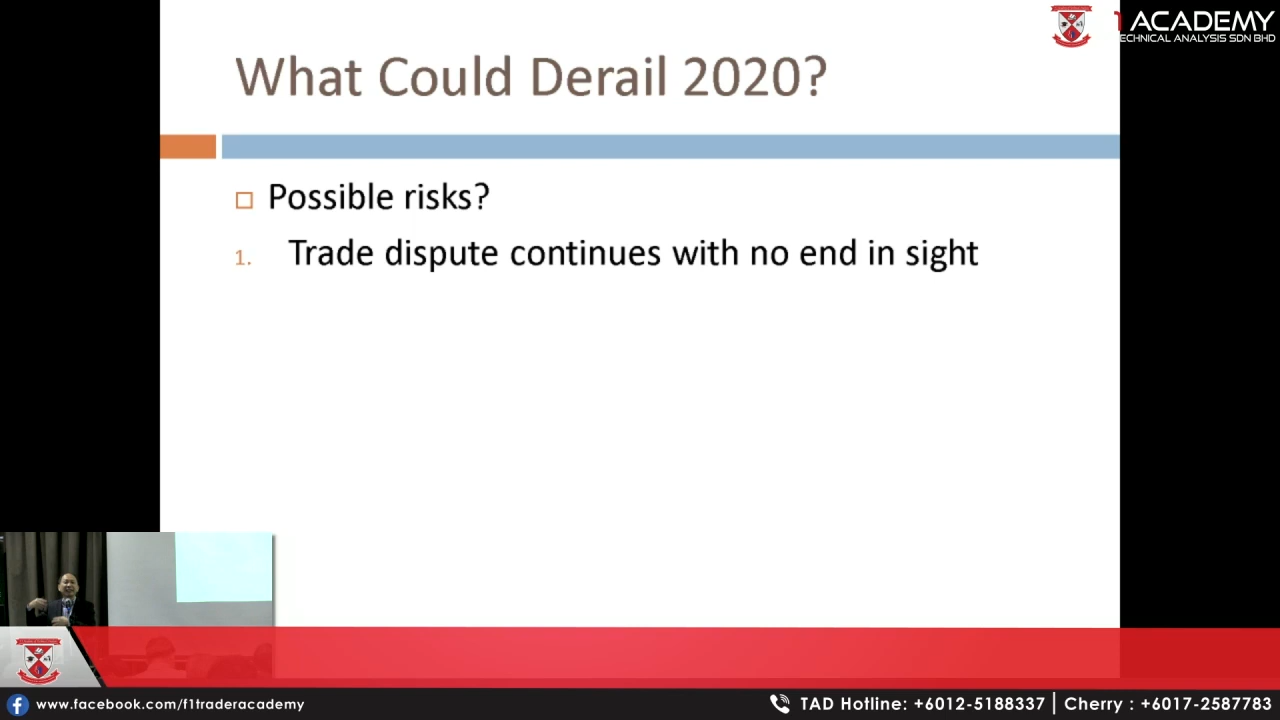 ACADEMY
ECHNICAL ANALYSIS SDN BHD
What Could Derail 2020?
Possible risks?
1. Trade dispute continues with no end in sight
www.facebook.com/f1traderacademy
TAD Hotline: +6012-5188337 | Cherry : +6017-2587783